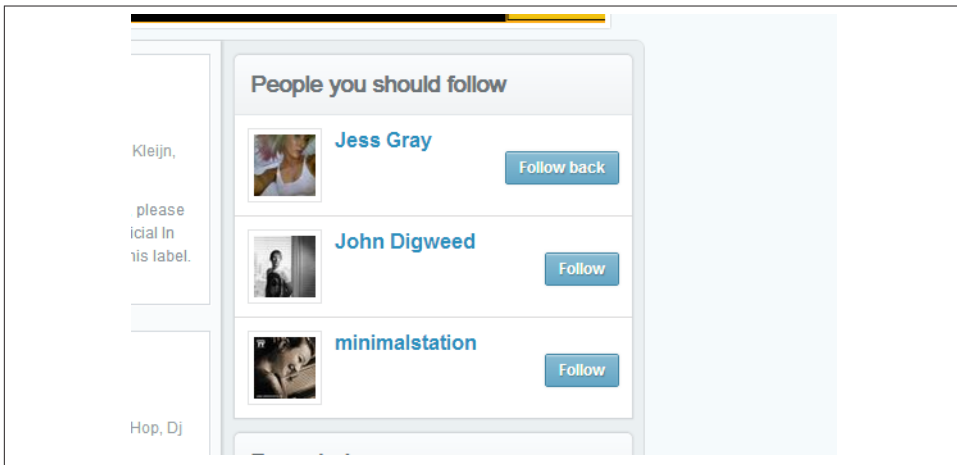 People you should follow
Kleijn,
please
icial In
his label.
Jess Gray
Follow back
John Digweed
Follow
minimalstation
Follow
Hop, Dj